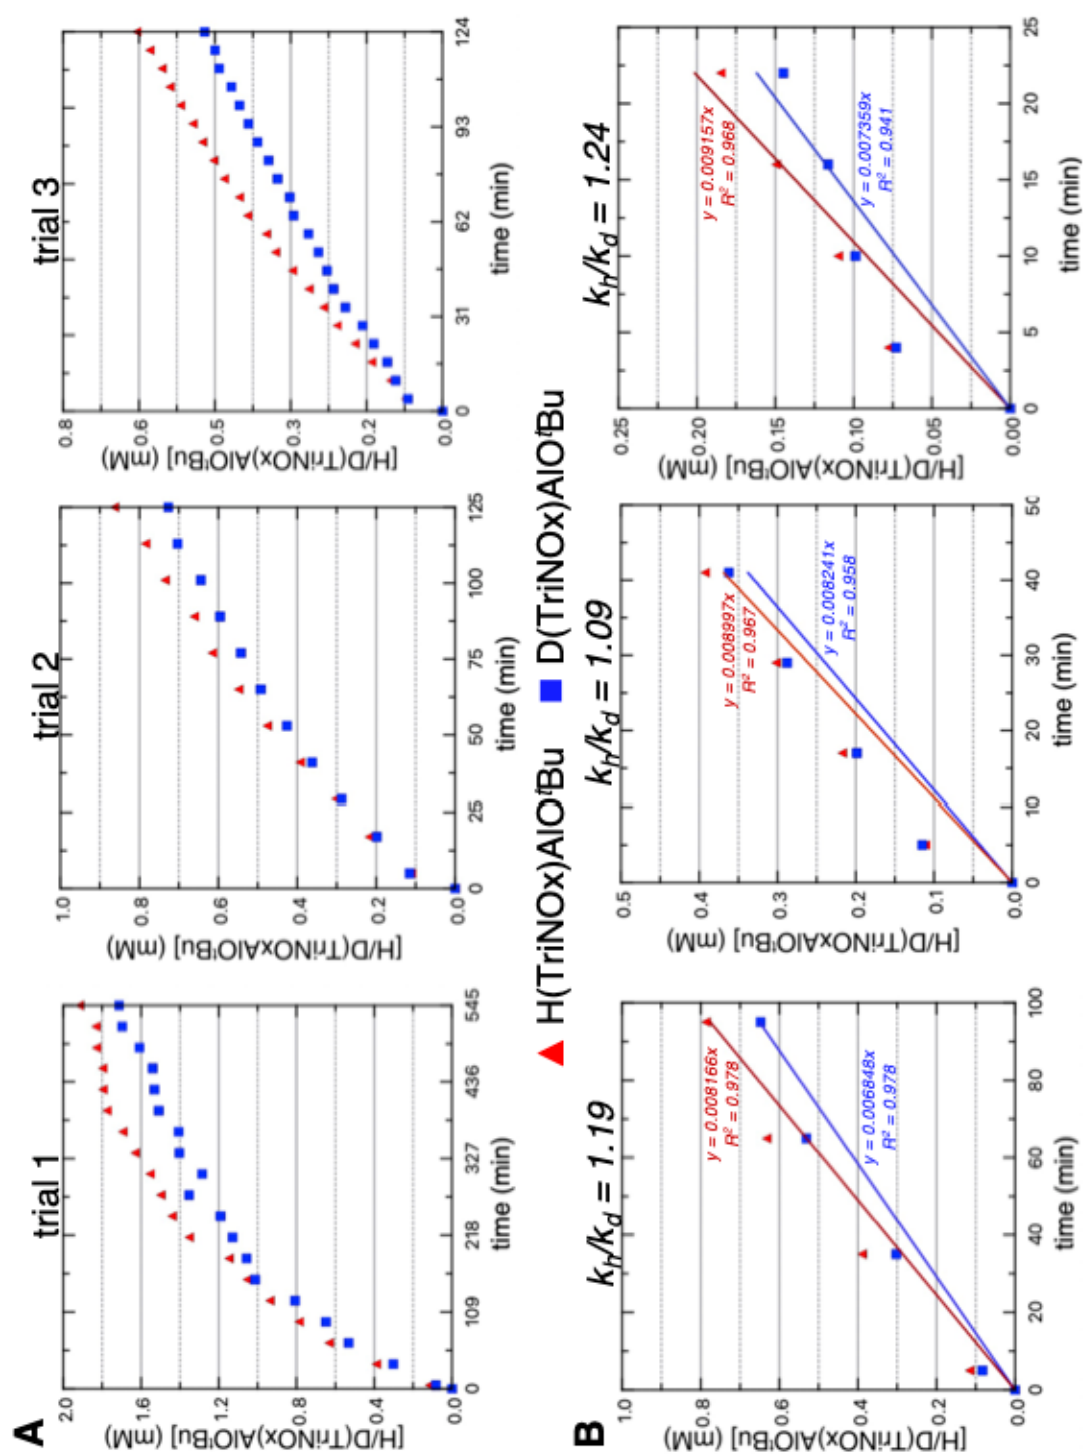 A
trial 1
[H/D(TriNOx)AlOᵗBu] (mM)
2.0
1.6
1.2
0.8
0.4
0.0
0 109 218 327 436 545
time (min)
trial 2
[H/D(TriNOxAlOᵗBu] (mM)
1.0
0.8
0.6
0.4
0.2
0.0
0 25 50 75 100 125
time (min)
trial 3
[H/D(TriNOx)AlOᵗBu] (mM)
0.8
0.6
0.5
0.3
0.2
0.0
0 31 62 93 124
time (min)
H(TriNOx)AlOᵗBu D(TriNOx)AlOᵗBu
B
kₕ/k_d = 1.19
[H/D(TriNOx)AlOᵗBu] (mM)
1.0
0.8
0.6
0.4
0.2
0.0
y = 0.008166x
R² = 0.978
y = 0.006848x
R² = 0.978
0 20 40 60 80 100
time (min)
kₕ/k_d = 1.09
[H/D(TriNOx)AlOᵗBu] (mM)
0.5
0.4
0.3
0.2
0.1
0.0
y = 0.008997x
R² = 0.967
y = 0.008241x
R² = 0.958
0 10 20 30 40 50
time (min)
kₕ/k_d = 1.24
[H/D(TriNOx)AlOᵗBu] (mM)
0.25
0.20
0.15
0.10
0.05
0.00
y = 0.009157x
R² = 0.968
y = 0.007359x
R² = 0.941
0 5 10 15 20 25
time (min)